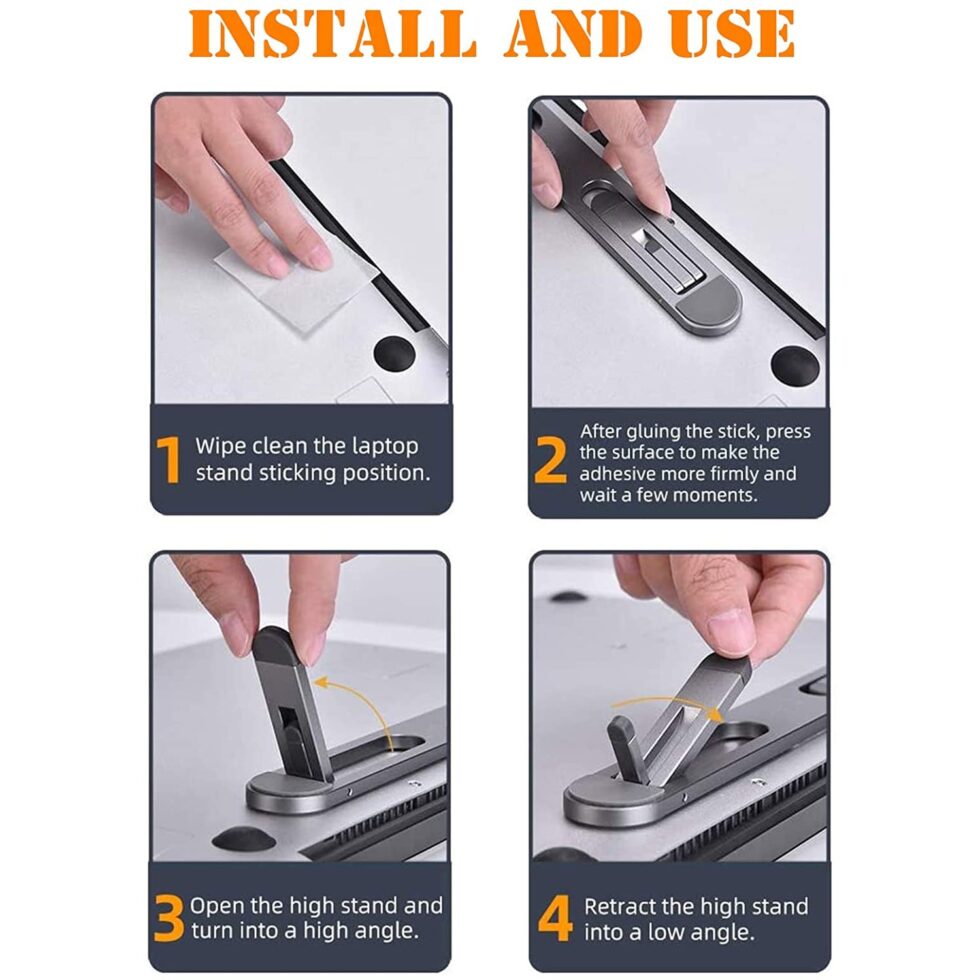 INSTALL AND USE
1 Wipe clean the laptop
stand sticking position.
2 After gluing the stick, press
the surface to make the
adhesive more firmly and
wait a few moments.
3 Open the high stand and
turn into a high angle.
4 Retract the high stand
into a low angle.